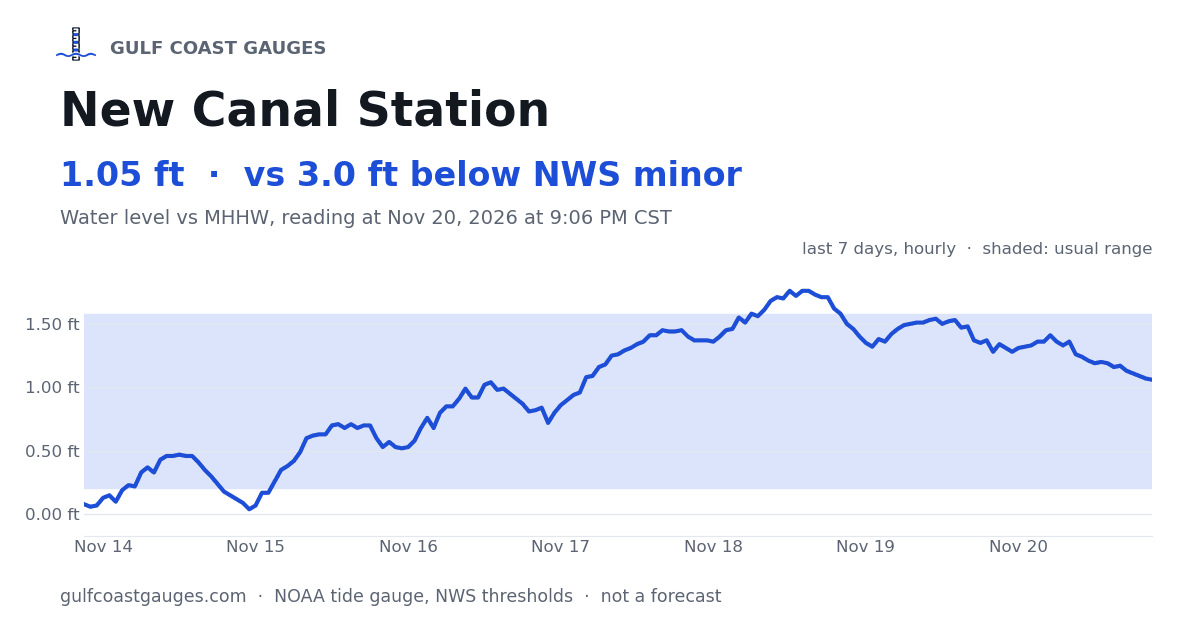 GULF COAST GAUGES
New Canal Station
1.05 ft · vs 3.0 ft below NWS minor
Water level vs MHHW, reading at Nov 20, 2026 at 9:06 PM CST
last 7 days, hourly · shaded: usual range
1.50 ft
1.00 ft
0.50 ft
0.00 ft
Nov 14 Nov 15 Nov 16 Nov 17 Nov 18 Nov 19 Nov 20
gulfcoastgauges.com · NOAA tide gauge, NWS thresholds · not a forecast